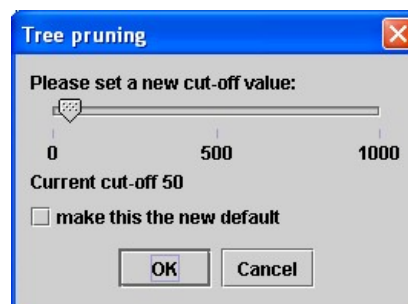 Tree pruning
Please set a new cut-off value:
0 500 1000
Current cut-off 50
make this the new default
OK Cancel